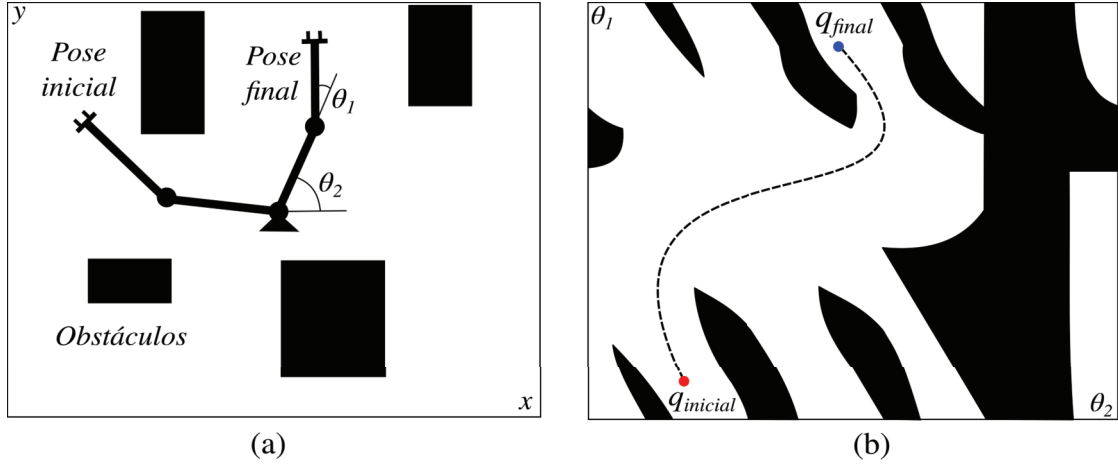 y
Pose
inicial
Pose
final
θ1
θ2
Obstáculos
x
(a)
θ1
qfinal
qinicial
θ2
(b)